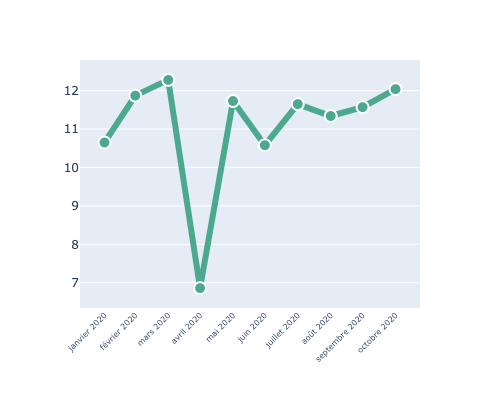 12
11
10
9
8
7
janvier 2020
février 2020
mars 2020
avril 2020
mai 2020
juin 2020
juillet 2020
août 2020
septembre 2020
octobre 2020